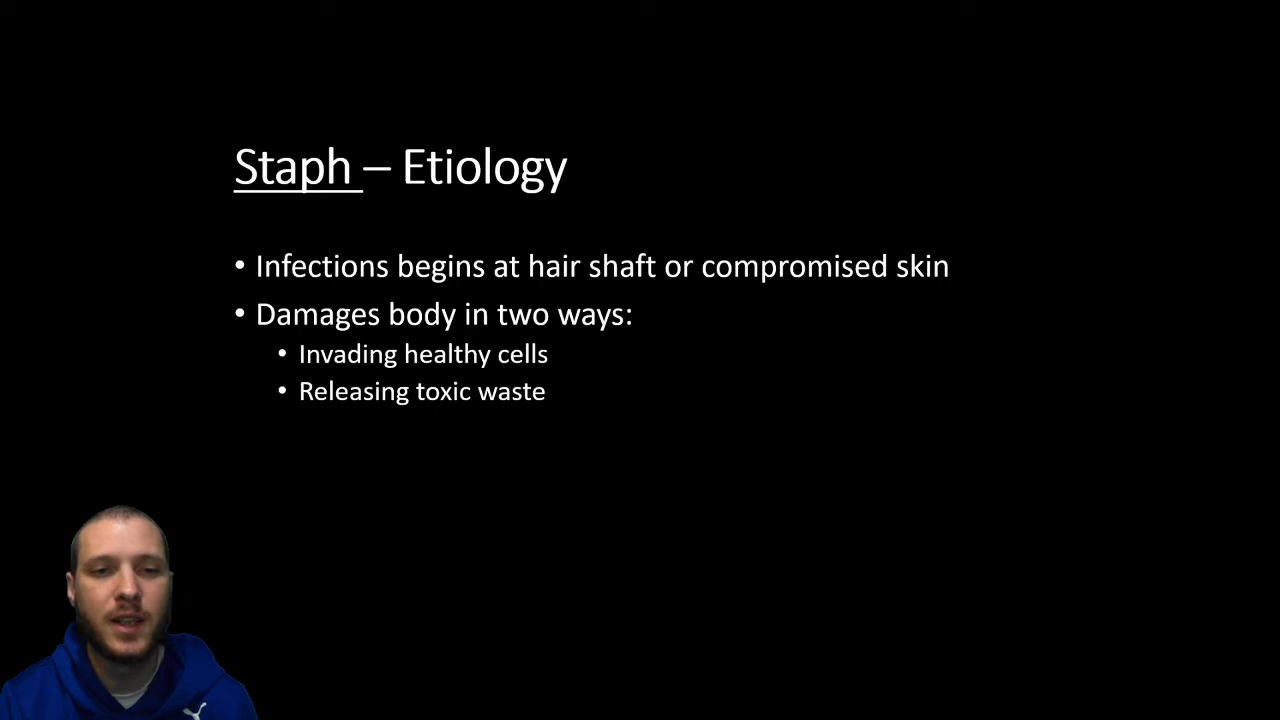 Staph – Etiology
• Infections begins at hair shaft or compromised skin
• Damages body in two ways:
• Invading healthy cells
• Releasing toxic waste